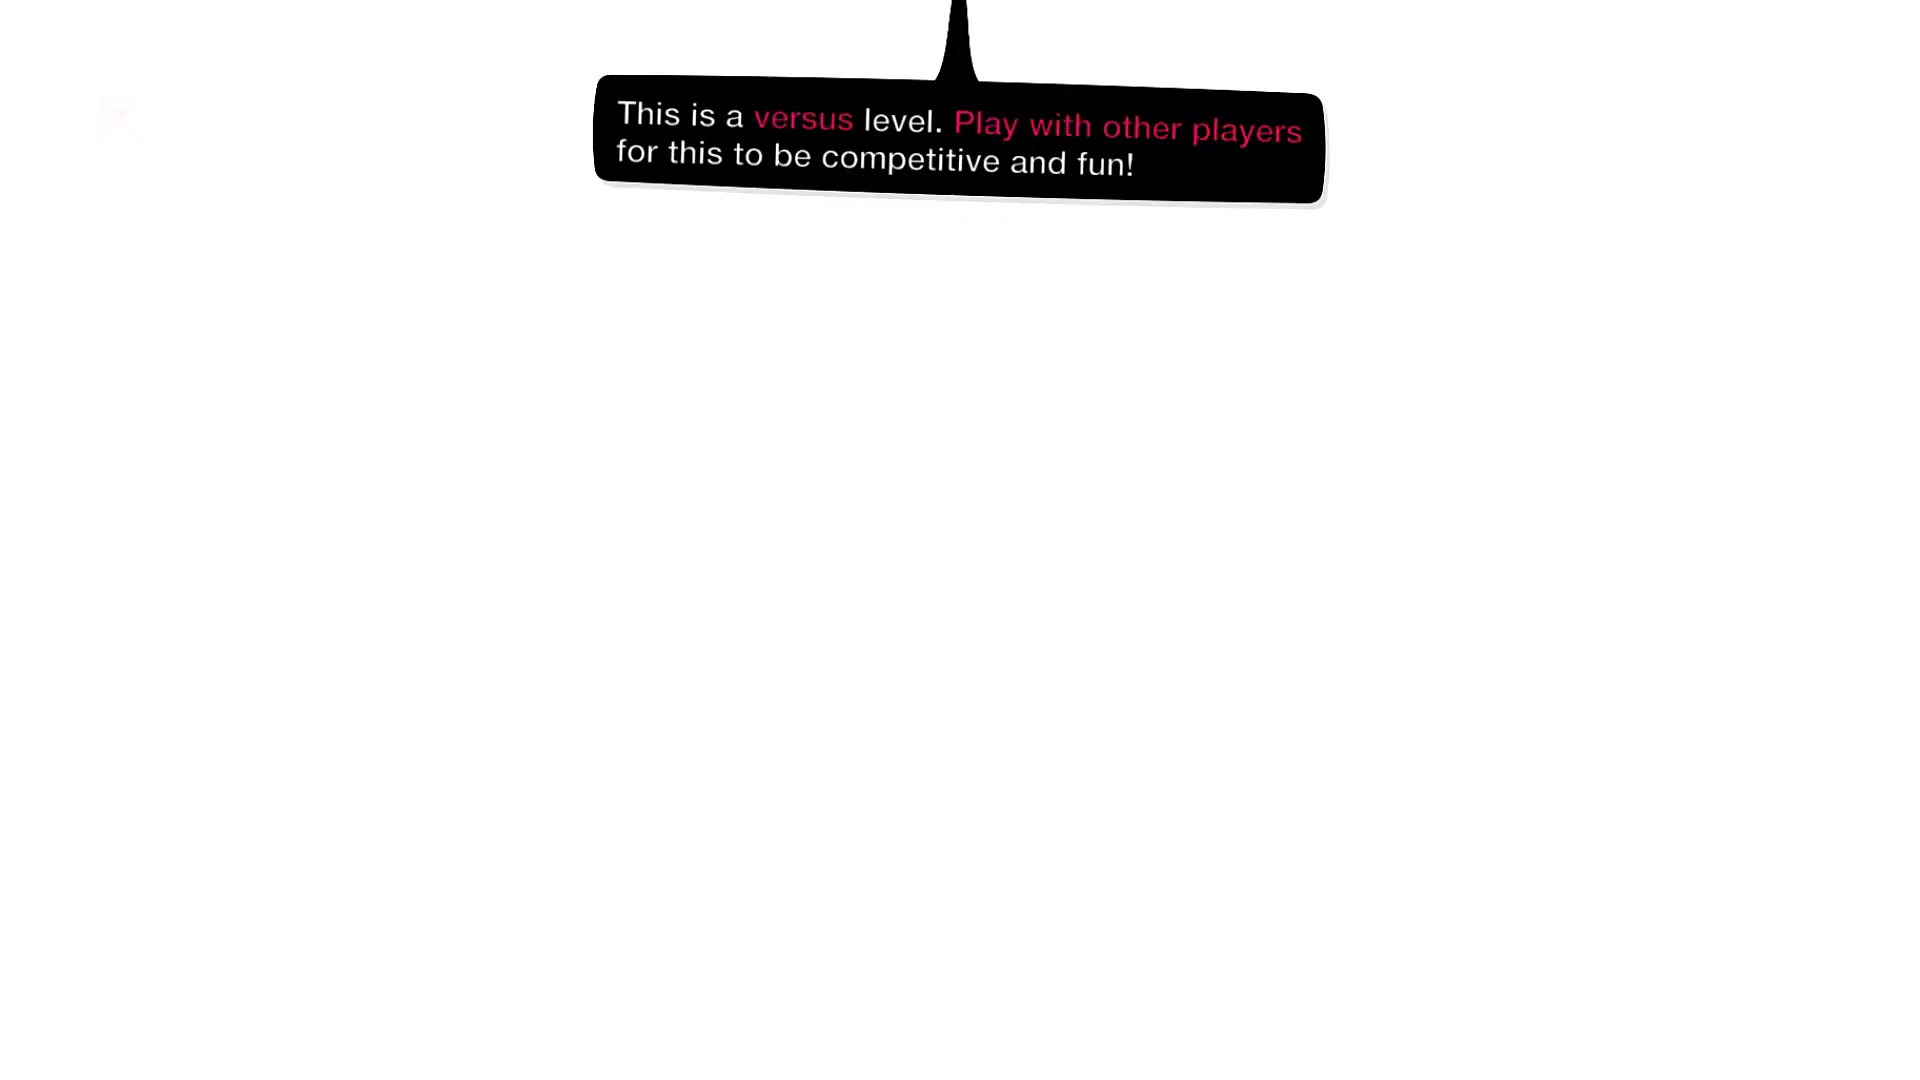 This is a versus level. Play with other players
for this to be competitive and fun!